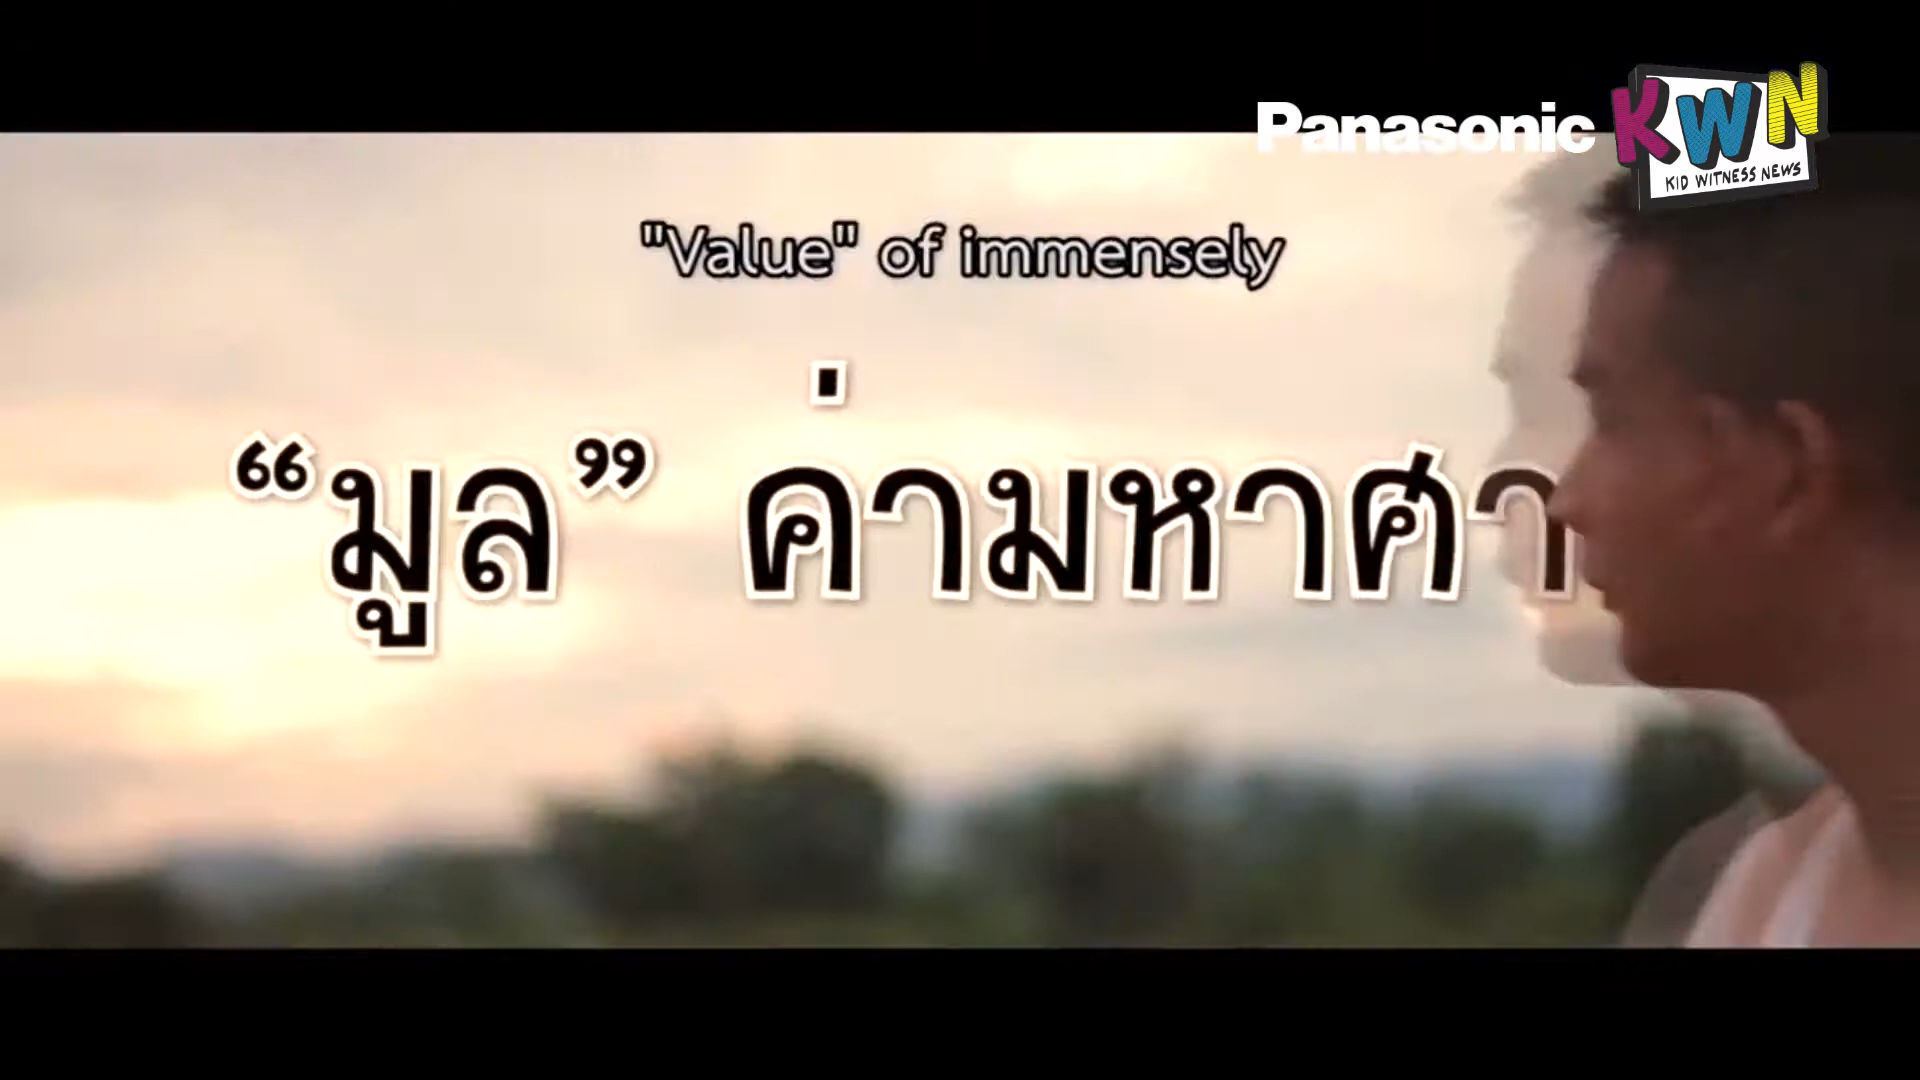 Panasonic KWN
KID WITNESS NEWS
"Value" of immensely
“มูล” ค่ามหาศา